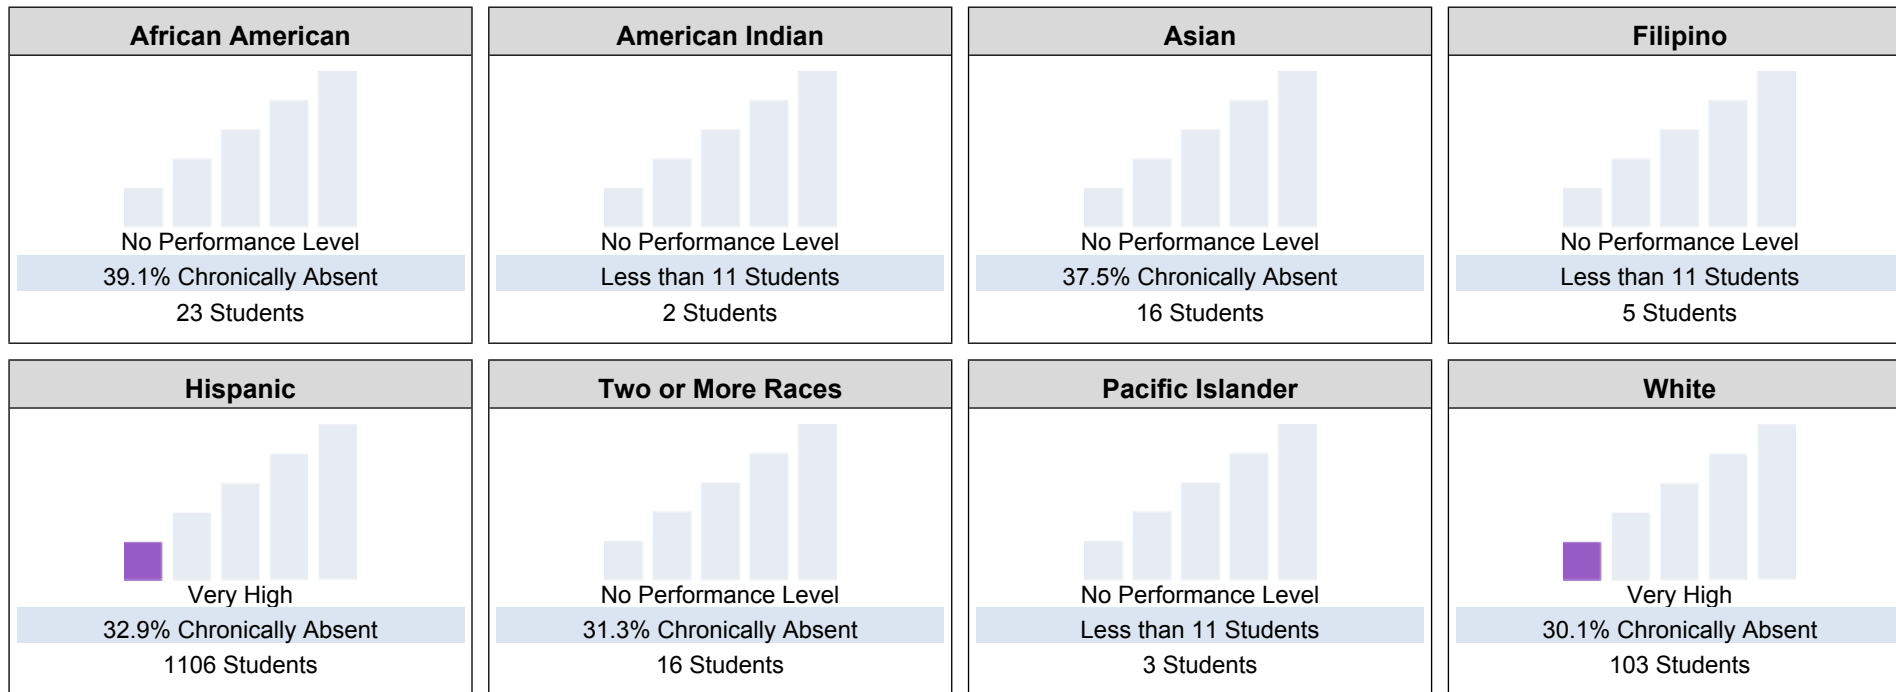 African American
No Performance Level
39.1% Chronically Absent
23 Students
American Indian
No Performance Level
Less than 11 Students
2 Students
Asian
No Performance Level
37.5% Chronically Absent
16 Students
Filipino
No Performance Level
Less than 11 Students
5 Students
Hispanic
Very High
32.9% Chronically Absent
1106 Students
Two or More Races
No Performance Level
31.3% Chronically Absent
16 Students
Pacific Islander
No Performance Level
Less than 11 Students
3 Students
White
Very High
30.1% Chronically Absent
103 Students